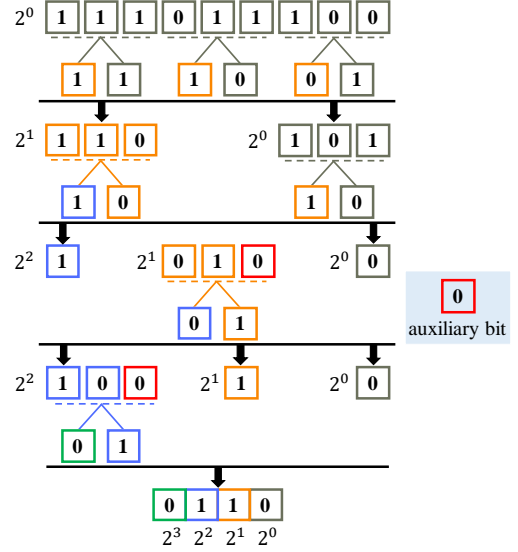 2⁰ 1 1 1 0 1 1 1 0 0
1 1 1 0 0 1
2¹ 1 1 0 2⁰ 1 0 1
1 0 1 0
2² 1 2¹ 0 1 0 2⁰ 0
0
auxiliary bit
0 1
2² 1 0 0 2¹ 1 2⁰ 0
0 1
0 1 1 0
2³ 2² 2¹ 2⁰